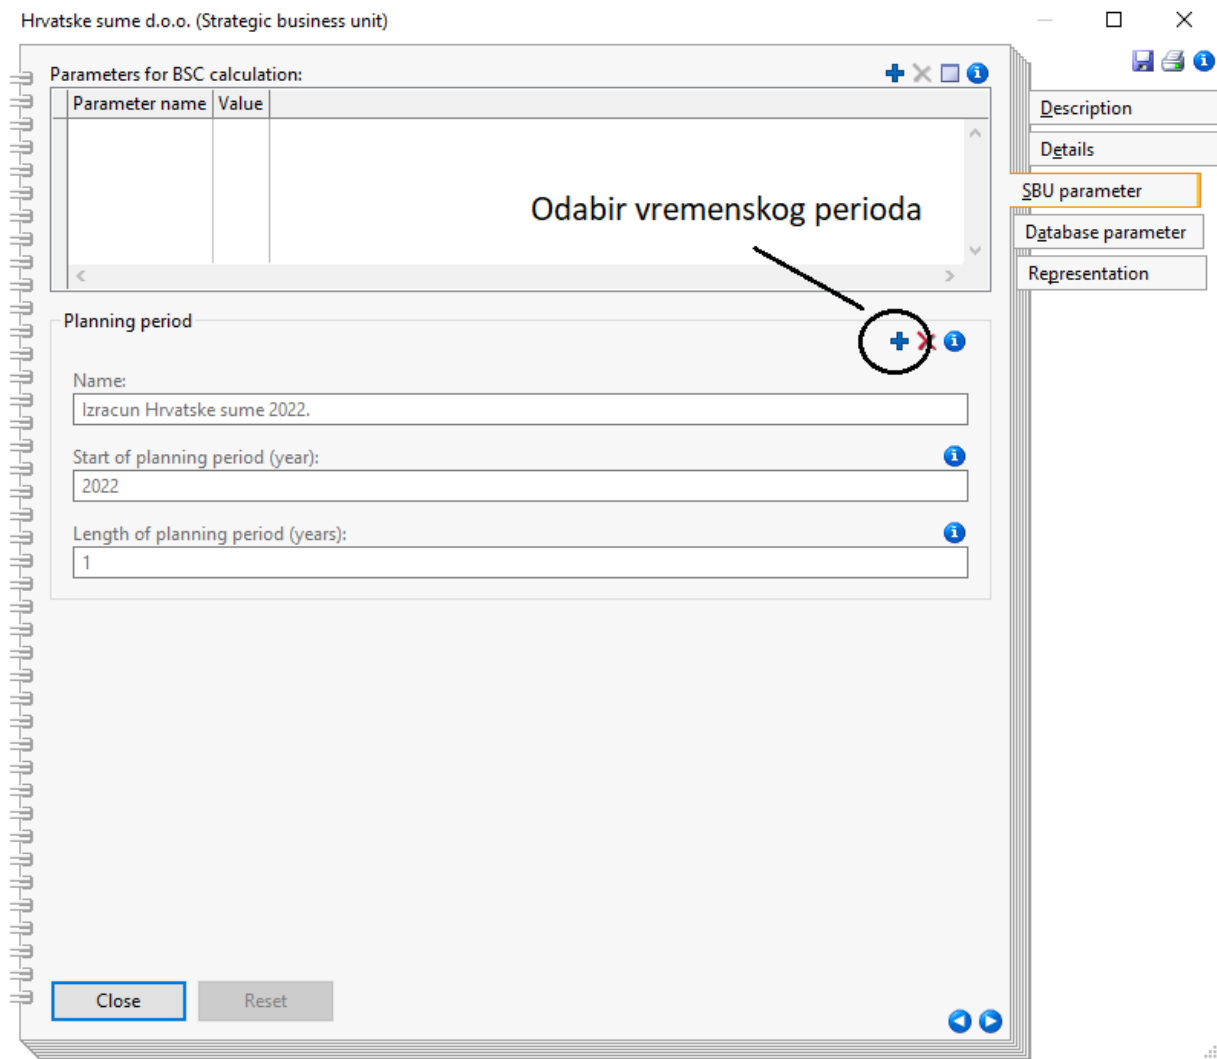 Hrvatske sume d.o.o. (Strategic business unit)
Parameters for BSC calculation:
Parameter name Value
Odabir vremenskog perioda
Description
Details
SBU parameter
Database parameter
Representation
Planning period
Name:
Izracun Hrvatske sume 2022.
Start of planning period (year):
2022
Length of planning period (years):
1
Close Reset